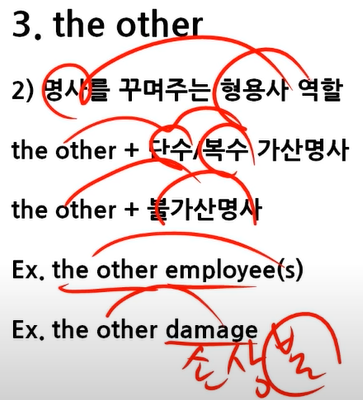 3. the other
2) 명사를 꾸며주는 형용사 역할
the other + 단수/복수 가산명사
the other + 불가산명사
Ex. the other employee(s)
Ex. the other damage
손상 불